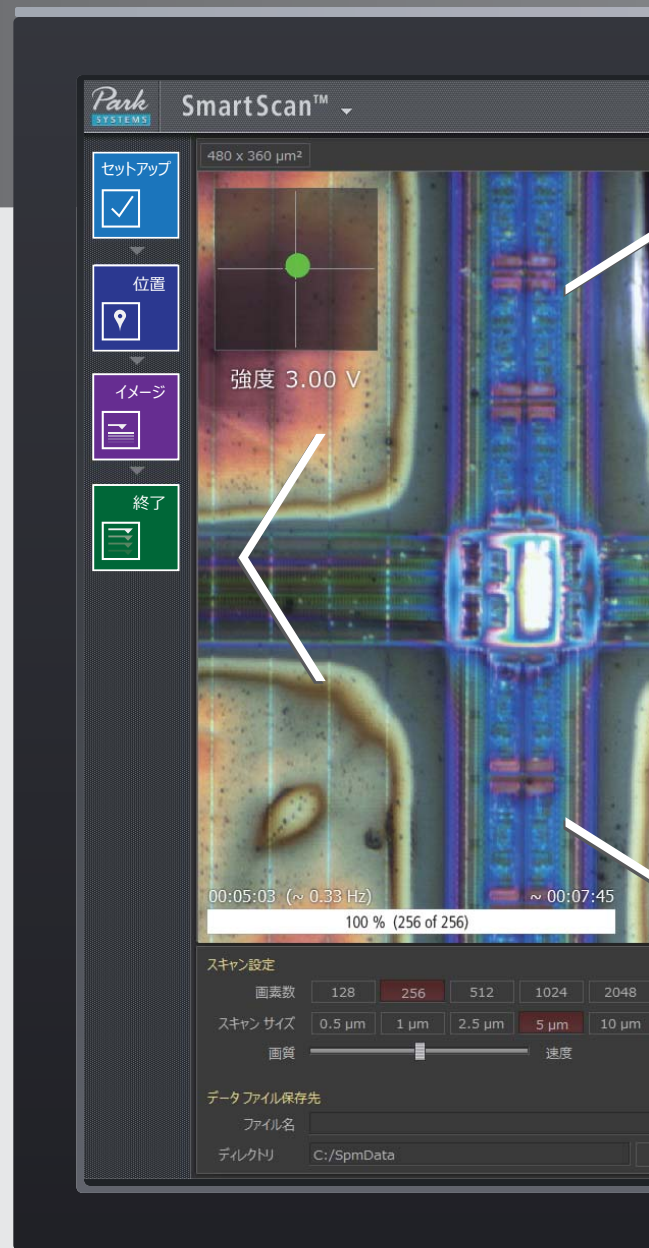 Park
SYSTEMS
SmartScan™
セットアップ
480 x 360 µm²
位置
強度 3.00 V
イメージ
終了
00:05:03 (~ 0.33 Hz) ~ 00:07:45
100 % (256 of 256)
スキャン設定
画素数 128 256 512 1024 2048
スキャン サイズ 0.5 µm 1 µm 2.5 µm 5 µm 10 µm
画質 速度
データ ファイル保存先
ファイル名
ディレクトリ C:/SpmData